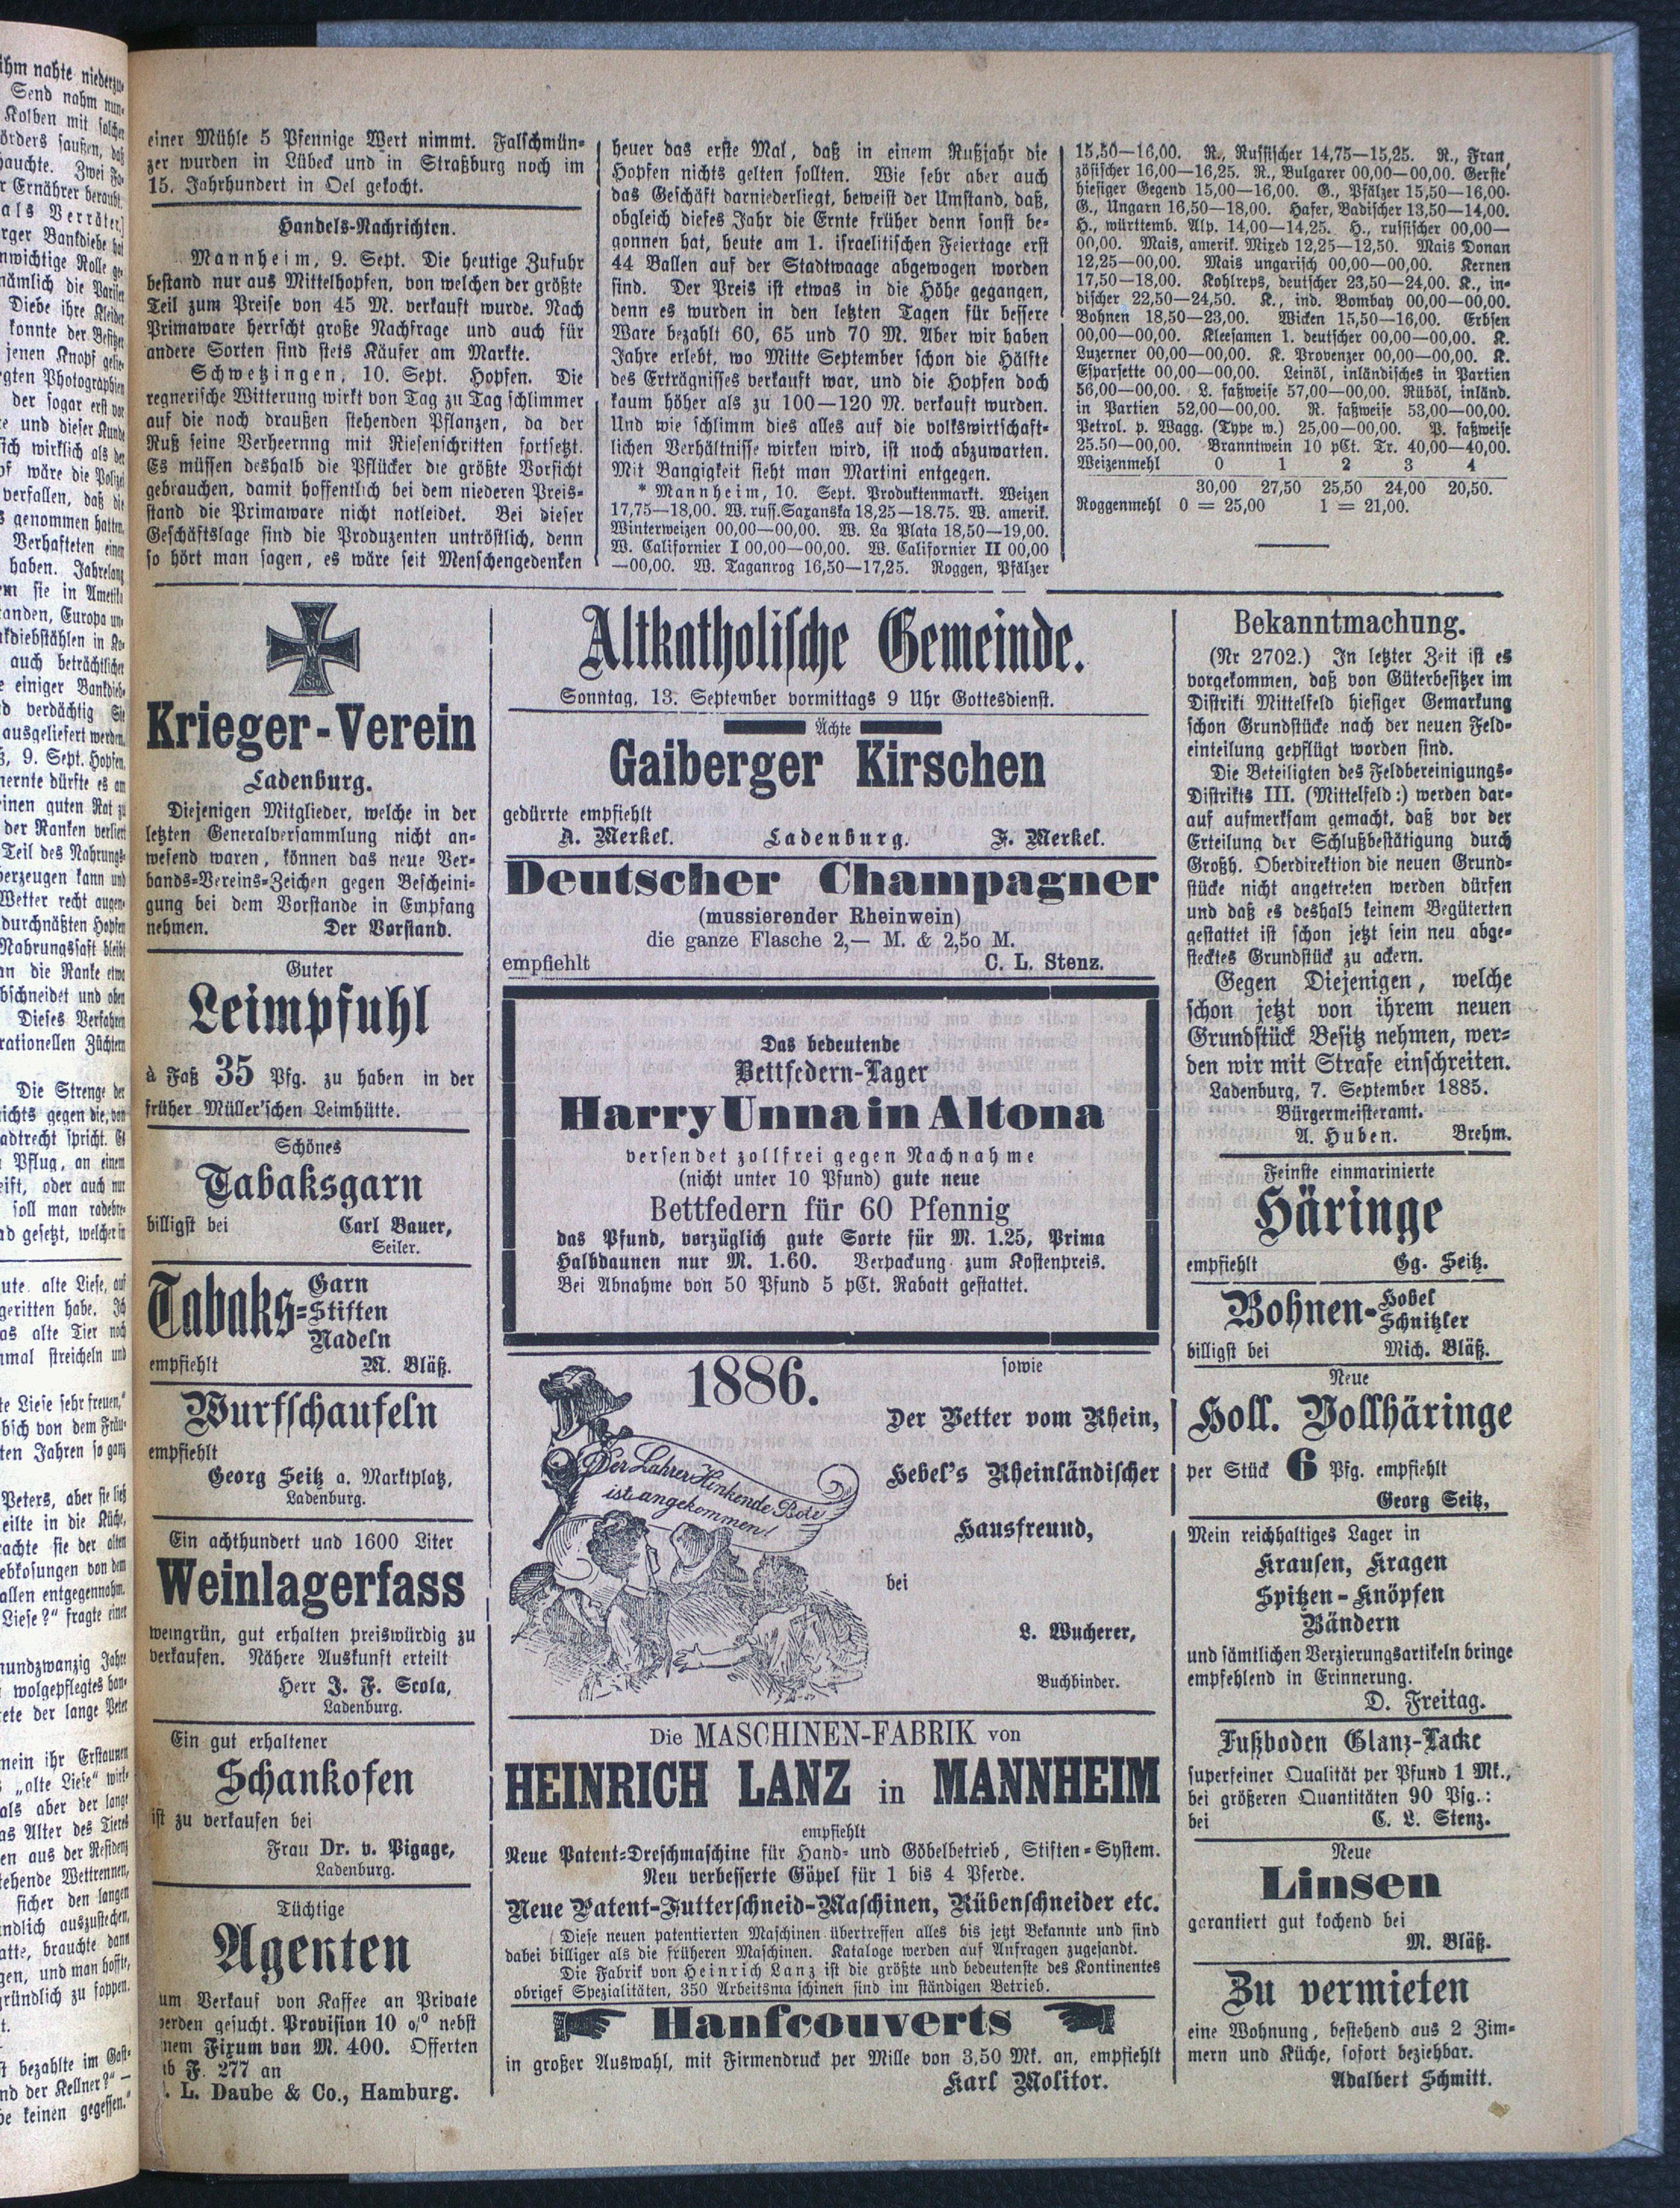 einer Mühle 5 Pfennige Wert nimmt. Falschmün-
zer wurden in Lübeck und in Straßburg noch im
15. Jahrhundert in Oel gekocht.
Handels-Nachrichten.
Mannheim, 9. Sept. Die heutige Zufuhr
bestand nur aus Mittelhopfen, von welchen der größte
Teil zum Preise von 45 M. verkauft wurde. Nach
Primaware herrscht große Nachfrage und auch für
andere Sorten sind stets Käufer am Markte.
Schwetzingen, 10. Sept. Hopfen. Die
regnerische Witterung wirkt von Tag zu Tag schlimmer
auf die noch draußen stehenden Pflanzen, da der
Ruß seine Verheernng mit Riesenschritten fortsetzt.
Es müssen deshalb die Pflücker die größte Vorsicht
gebrauchen, damit hoffentlich bei dem niederen Preis-
stand die Primaware nicht notleidet. Bei dieser
Geschäftslage sind die Produzenten untröstlich, denn
so hört man sagen, es wäre seit Menschengedenken
heuer das erste Mal, daß in einem Rußjahr die
Hopfen nichts gelten sollten. Wie sehr aber auch
das Geschäft darniederliegt, beweist der Umstand, daß,
obgleich dieses Jahr die Ernte früher denn sonst be-
gonnen hat, heute am 1. israelitischen Feiertage erst
44 Ballen auf der Stadtwaage abgewogen worden
sind. Der Preis ist etwas in die Höhe gegangen,
denn es wurden in den letzten Tagen für bessere
Ware bezahlt 60, 65 und 70 M. Aber wir haben
Jahre erlebt, wo Mitte September schon die Hälfte
des Erträgnisses verkauft war, und die Hopfen doch
kaum höher als zu 100—120 M. verkauft wurden.
Und wie schlimm dies alles auf die volkswirtschaft-
lichen Verhältnisse wirken wird, ist noch abzuwarten.
Mit Bangigkeit sieht man Martini entgegen.
* Mannheim, 10. Sept. Produktenmarkt. Weizen
17,75—18,00. W. russ. Saxanska 18,25—18.75. W. amerik.
Winterweizen 00,00—00,00. W. La Plata 18,50—19,00.
W. Californier I 00,00—00,00. W. Californier II 00,00
—00,00. W. Taganrog 16,50—17,25. Roggen, Pfälzer
15,50—16,00. R., Russischer 14,75—15,25. R., Fran
zösischer 16,00—16,25. R., Bulgarer 00,00—00,00. Gerste
hiesiger Gegend 15,00—16,00. G., Pfälzer 15,50—16,00.
G., Ungarn 16,50—18,00. Hafer, Badischer 13,50—14,00.
H., württemb. Alp. 14,00—14,25. H., russischer 00,00—
00,00. Mais, amerik. Mixed 12,25—12,50. Mais Donan
12,25—00,00. Mais ungarisch 00,00—00,00. Kernen
17,50—18,00. Kohlreps, deutscher 23,50—24,00. K., in-
discher 22,50—24,50. K., ind. Bombay 00,00—00,00.
Bohnen 18,50—23,00. Wicken 15,50—16,00. Erbsen
00,00—00,00. Kleesamen 1. deutscher 00,00—00,00. K.
Luzerner 00,00—00,00. K. Provenzer 00,00—00,00. K.
Esparsette 00,00—00,00. Leinöl, inländisches in Partien
56,00—00,00. L. faßweise 57,00—00,00. Rüböl, inländ.
in Partien 52,00—00,00. R. faßweise 53,00—00,00.
Petrol. p. Wagg. (Type w.) 25,00—00,00. P. faßweise
25.50—00,00. Branntwein 10 pCt. Tr. 40,00—40,00.
Weizenmehl 0 1 2 3 4
30,00 27,50 25,50 24,00 20,50.
Roggenmehl 0 = 25,00 1 = 21,00.
Krieger-Verein
Ladenburg.
Diejenigen Mitglieder, welche in der
letzten Generalversammlung nicht an-
wesend waren, können das neue Ver-
bands-Vereins-Zeichen gegen Bescheini-
gung bei dem Vorstande in Empfang
nehmen. Der Vorstand.
Guter
Leimpfuhl
à Faß 35 Pfg. zu haben in der
früher Müller'schen Leimhütte.
Schönes
Tabaksgarn
billigst bei Carl Bauer,
Seiler.
Tabaks-
Garn
Stiften
Nadeln
empfiehlt M. Bläß.
Wurfschaufeln
empfiehlt
Georg Seitz a. Marktplatz,
Ladenburg.
Ein achthundert und 1600 Liter
Weinlagerfass
weingrün, gut erhalten preiswürdig zu
verkaufen. Nähere Auskunft erteilt
Herr J. F. Scola,
Ladenburg.
Ein gut erhaltener
Schankofen
ist zu verkaufen bei
Frau Dr. v. Pigage,
Ladenburg.
Tüchtige
Agenten
um Verkauf von Kaffee an Private
werden gesucht. Provision 10 % nebst
nem Fixum von M. 400. Offerten
ub F. 277 an
. L. Daube & Co., Hamburg.
Altkatholische Gemeinde.
Sonntag, 13. September vormittags 9 Uhr Gottesdienst.
Ächte
Gaiberger Kirschen
gedürrte empfiehlt
A. Merkel. Ladenburg. F. Merkel.
Deutscher Champagner
(mussierender Rheinwein)
die ganze Flasche 2,— M. & 2,5o M.
empfiehlt C. L. Stenz.
Das bedeutende
Bettfedern-Lager
Harry Unna in Altona
versendet zollfrei gegen Nachnahme
(nicht unter 10 Pfund) gute neue
Bettfedern für 60 Pfennig
das Pfund, vorzüglich gute Sorte für M. 1.25, Prima
Halbdaunen nur M. 1.60. Verpackung zum Kostenpreis.
Bei Abnahme von 50 Pfund 5 pCt. Rabatt gestattet.
1886.
Der Lahrer Hinkende Bote
ist angekommen!
sowie
Der Vetter vom Rhein,
Hebel's Rheinländischer
Hausfreund,
bei
L. Wucherer,
Buchbinder.
Die MASCHINEN-FABRIK von
HEINRICH LANZ in MANNHEIM
empfiehlt
Neue Patent-Dreschmaschine für Hand- und Göbelbetrieb, Stiften-System.
Neu verbesserte Göpel für 1 bis 4 Pferde.
Neue Patent-Futterschneid-Maschinen, Rübenschneider etc.
Diese neuen patentierten Maschinen übertreffen alles bis jetzt Bekannte und sind
dabei billiger als die früheren Maschinen. Kataloge werden auf Anfragen zugesandt.
Die Fabrik von Heinrich Lanz ist die größte und bedeutenste des Kontinentes
obriges Spezialitäten, 350 Arbeitsma schinen sind im ständigen Betrieb.
Hanfcouverts
in großer Auswahl, mit Firmendruck per Mille von 3,50 Mk. an, empfiehlt
Karl Molitor.
Bekanntmachung.
(Nr 2702.) In letzter Zeit ist es
vorgekommen, daß von Güterbesitzer im
Distrikt Mittelfeld hiesiger Gemarkung
schon Grundstücke nach der neuen Feld-
einteilung gepflügt worden sind.
Die Beteiligten des Feldbereinigungs-
Distrikts III. (Mittelfeld:) werden dar-
auf aufmerksam gemacht, daß vor der
Erteilung der Schlußbestätigung durch
Großh. Oberdirektion die neuen Grund-
stücke nicht angetreten werden dürfen
und daß es deshalb keinem Begüterten
gestattet ist schon jetzt sein neu abge-
stecktes Grundstück zu ackern.
Gegen Diejenigen, welche
schon jetzt von ihrem neuen
Grundstück Besitz nehmen, wer-
den wir mit Strafe einschreiten.
Ladenburg, 7. September 1885.
Bürgermeisteramt.
A. Huben. Brehm.
Feinste einmarinierte
Häringe
empfiehlt Gg. Seitz.
Bohnen-
Hobel
Schnitzler
billigst bei Mich. Bläß.
Neue
Holl. Vollhäringe
per Stück 6 Pfg. empfiehlt
Georg Seitz,
Mein reichhaltiges Lager in
Krausen, Kragen
Spitzen-Knöpfen
Bändern
und sämtlichen Verzierungsartikeln bringe
empfehlend in Erinnerung.
D. Freitag.
Fußboden Glanz-Lacke
superfeiner Qualität per Pfund 1 Mk.,
bei größeren Quantitäten 90 Pfg.:
bei C. L. Stenz.
Neue
Linsen
garantiert gut kochend bei
M. Bläß.
Zu vermieten
eine Wohnung, bestehend aus 2 Zim-
mern und Küche, sofort beziehbar.
Adalbert Schmitt.